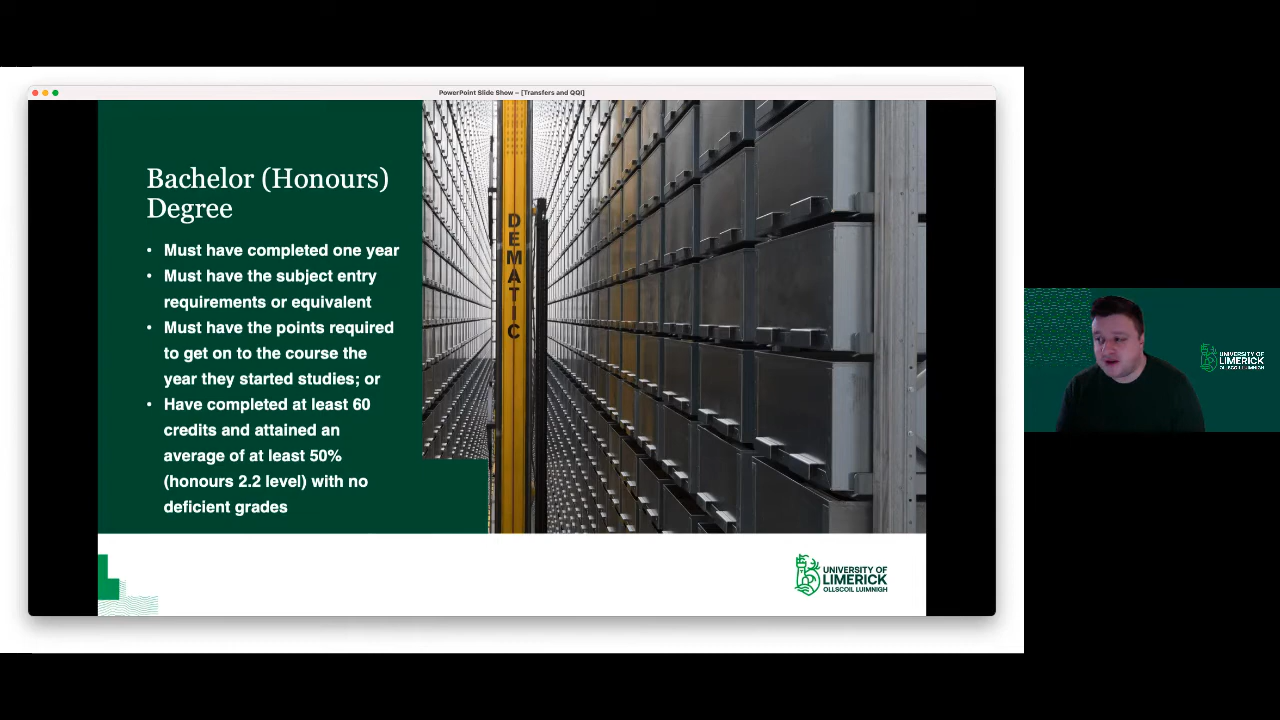 PowerPoint Slide Show – [Transfers and QQI]
Bachelor (Honours)
Degree
• Must have completed one year
• Must have the subject entry
requirements or equivalent
• Must have the points required
to get on to the course the
year they started studies; or
• Have completed at least 60
credits and attained an
average of at least 50%
(honours 2.2 level) with no
deficient grades
DEMATIC
UNIVERSITY OF
LIMERICK
OLLSCOIL LUIMNIGH
UNIVERSITY OF
LIMERICK
OLLSCOIL LUIMNIGH